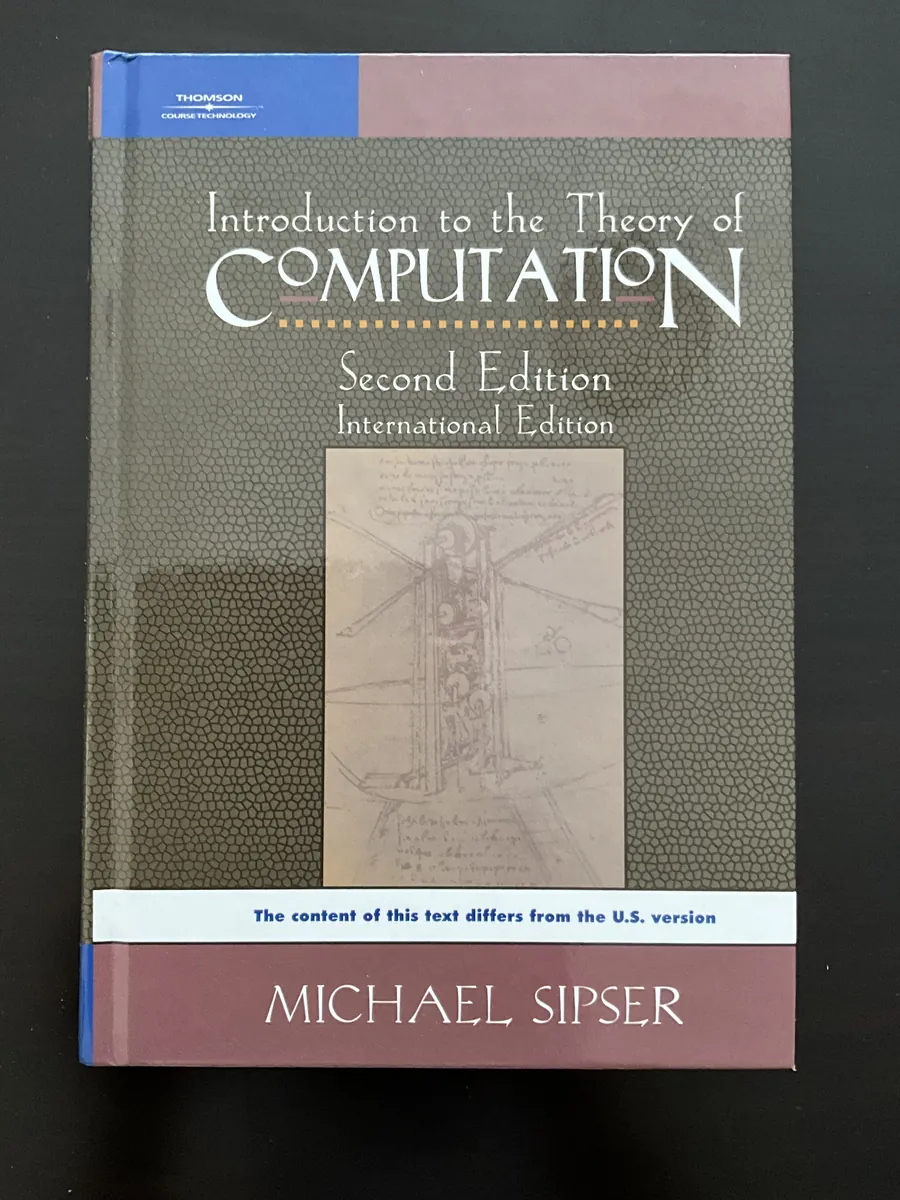 THOMSON
COURSE TECHNOLOGY
Introduction to the Theory of
COMPUTATION
Second Edition
International Edition
The content of this text differs from the U.S. version
MICHAEL SIPSER